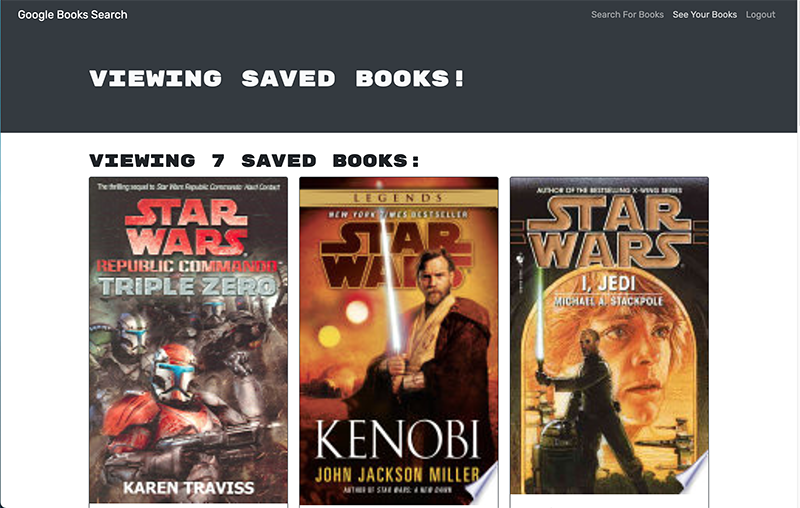 Google Books Search
Search For Books See Your Books Logout
VIEWING SAVED BOOKS!
VIEWING 7 SAVED BOOKS:
The thrilling sequel to Star Wars Republic Commando: Hard Contact
STAR
WARS
REPUBLIC COMMANDO
TRIPLE ZERO
KAREN TRAVISS
LEGENDS
NEW YORK TIMES BESTSELLER
STAR
WARS
KENOBI
JOHN JACKSON MILLER
AUTHOR OF STAR WARS: A NEW DAWN
AUTHOR OF THE BESTSELLING X-WING SERIES
STAR
WARS
I, JEDI
MICHAEL A. STACKPOLE